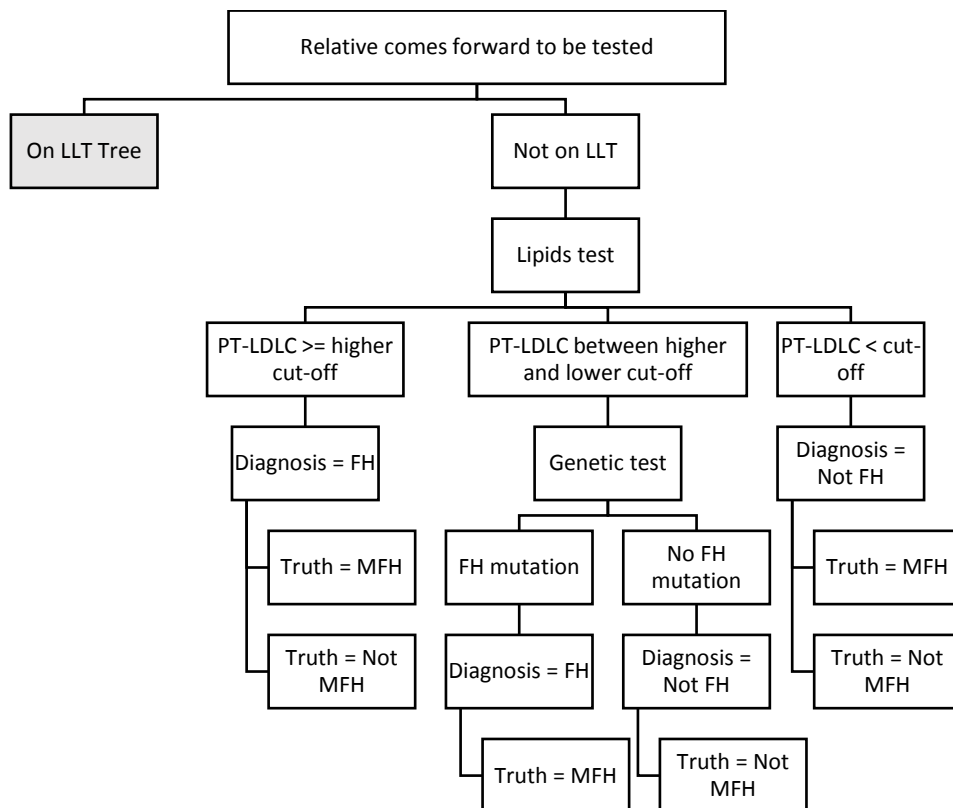 Relative comes forward to be tested
On LLT Tree
Not on LLT
Lipids test
PT-LDLC >= higher
cut-off
PT-LDLC between higher
and lower cut-off
PT-LDLC < cut-
off
Diagnosis = FH
Genetic test
Diagnosis =
Not FH
Truth = MFH
FH mutation
No FH
mutation
Truth = MFH
Truth = Not
MFH
Diagnosis = FH
Diagnosis =
Not FH
Truth = Not
MFH
Truth = MFH
Truth = Not
MFH